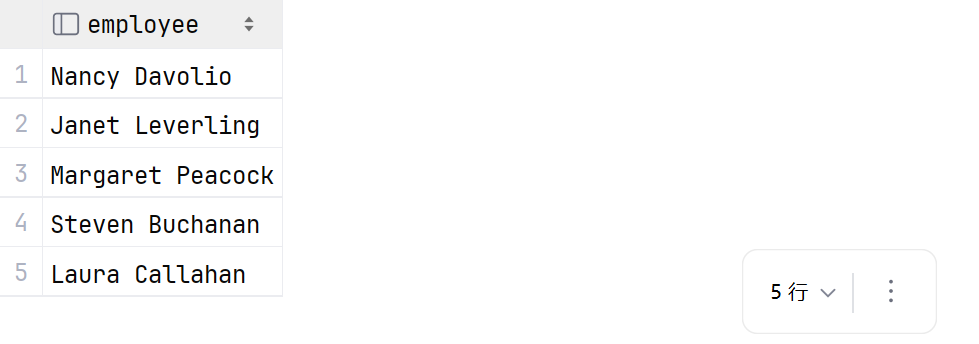 employee
1 Nancy Davolio
2 Janet Leverling
3 Margaret Peacock
4 Steven Buchanan
5 Laura Callahan
5 行